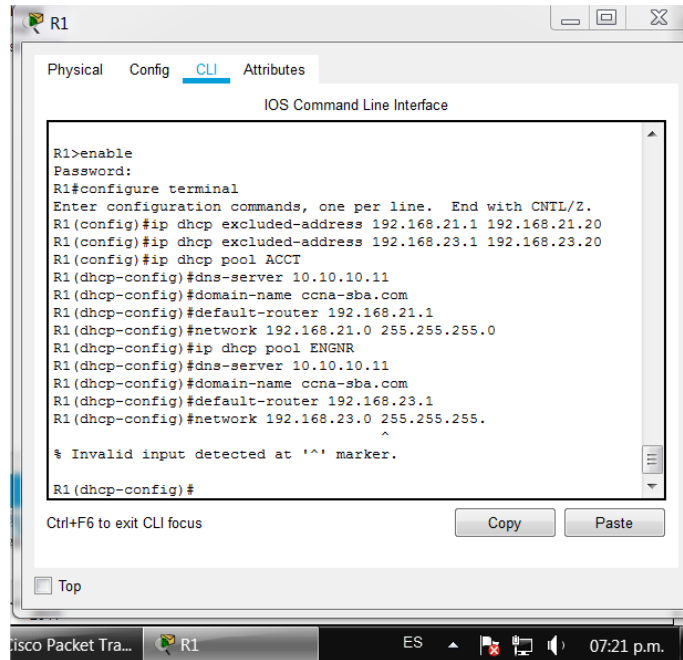 R1
Physical Config CLI Attributes
IOS Command Line Interface
R1>enable
Password:
R1#configure terminal
Enter configuration commands, one per line.  End with CNTL/Z.
R1(config)#ip dhcp excluded-address 192.168.21.1 192.168.21.20
R1(config)#ip dhcp excluded-address 192.168.23.1 192.168.23.20
R1(config)#ip dhcp pool ACCT
R1(dhcp-config)#dns-server 10.10.10.11
R1(dhcp-config)#domain-name ccna-sba.com
R1(dhcp-config)#default-router 192.168.21.1
R1(dhcp-config)#network 192.168.21.0 255.255.255.0
R1(dhcp-config)#ip dhcp pool ENGNR
R1(dhcp-config)#dns-server 10.10.10.11
R1(dhcp-config)#domain-name ccna-sba.com
R1(dhcp-config)#default-router 192.168.23.1
R1(dhcp-config)#network 192.168.23.0 255.255.255.
^
% Invalid input detected at '^' marker.
R1(dhcp-config)#
Ctrl+F6 to exit CLI focus Copy Paste
Top
isco Packet Tra... R1 ES 07:21 p.m.